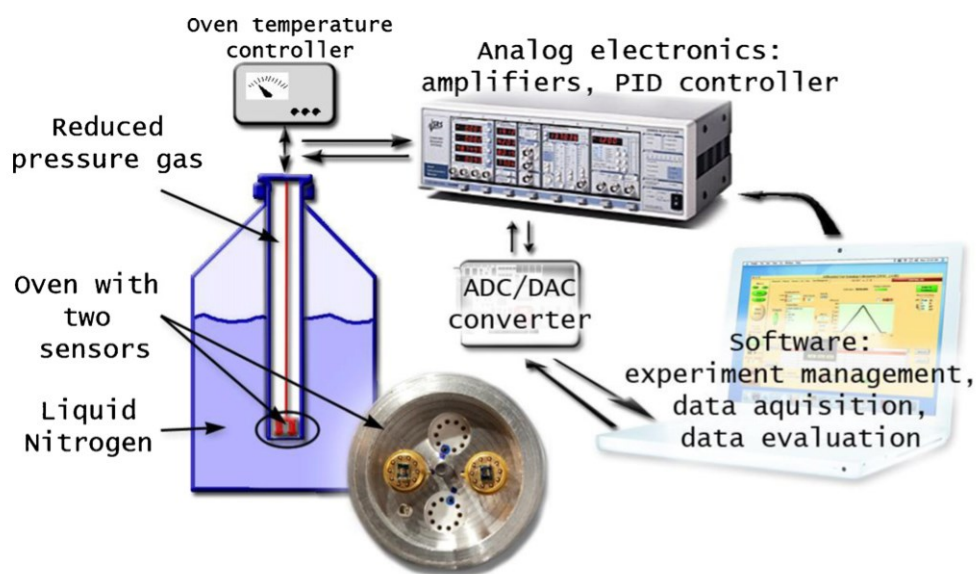 Oven temperature
controller
Analog electronics:
amplifiers, PID controller
Reduced
pressure gas
Oven with
two
sensors
ADC/DAC
converter
Liquid
Nitrogen
Software:
experiment management,
data aquisition,
data evaluation